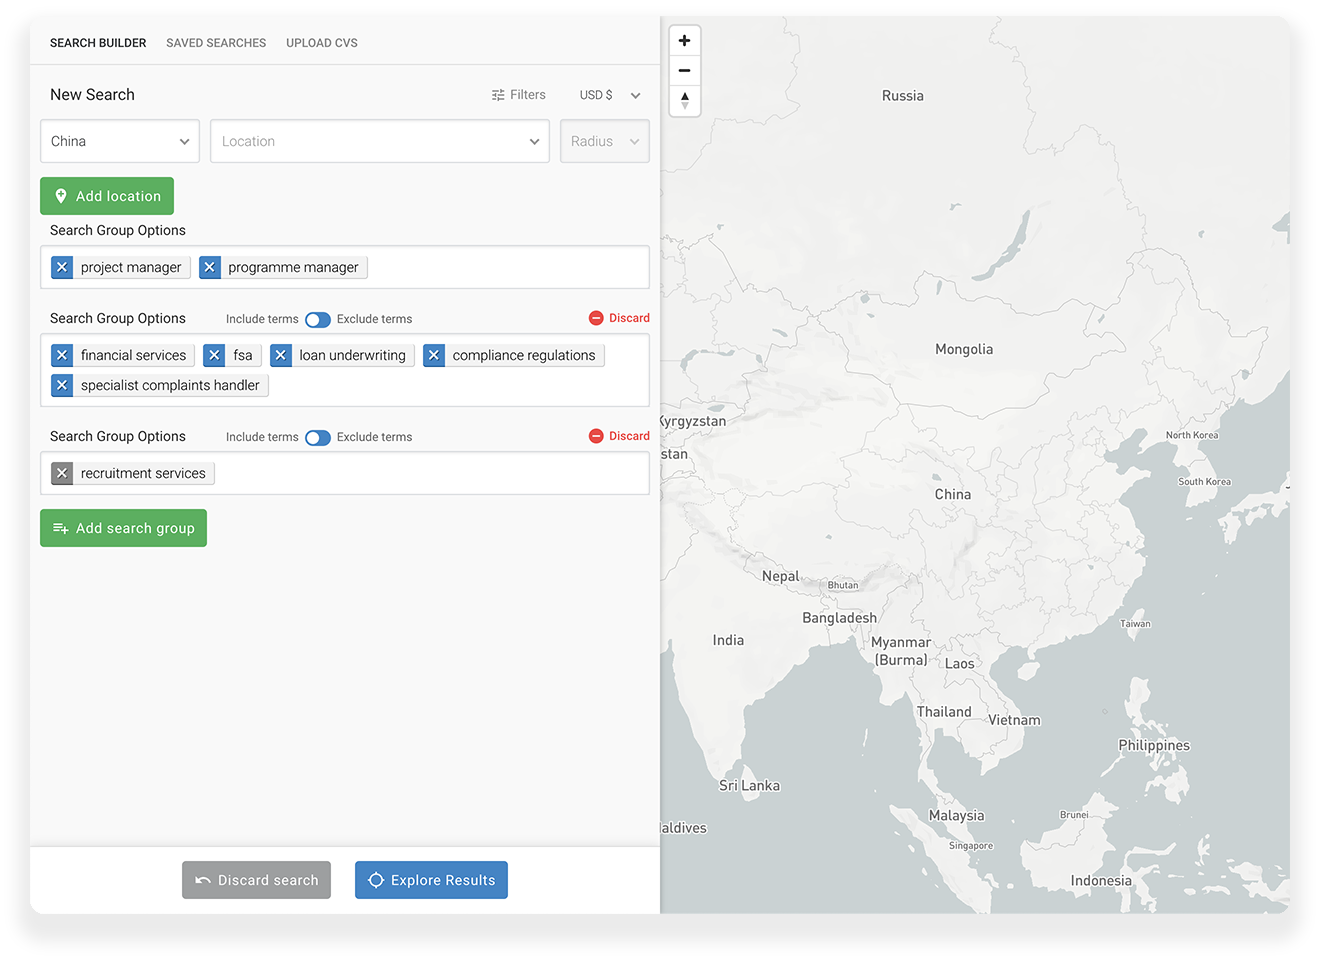 SEARCH BUILDER SAVED SEARCHES UPLOAD CVS
New Search Filters USD $
China Location Radius
Add location
Search Group Options
project manager programme manager
Search Group Options Include terms Exclude terms Discard
financial services fsa loan underwriting compliance regulations
specialist complaints handler
Search Group Options Include terms Exclude terms Discard
recruitment services
Add search group
Discard search Explore Results
Russia
Mongolia
Kyrgyzstan
stan
North Korea
South Korea
China
Nepal
Bhutan
Bangladesh
Taiwan
India
Myanmar
(Burma)
Laos
Thailand
Vietnam
Philippines
Sri Lanka
Malaysia
Brunei
aldives
Singapore
Indonesia